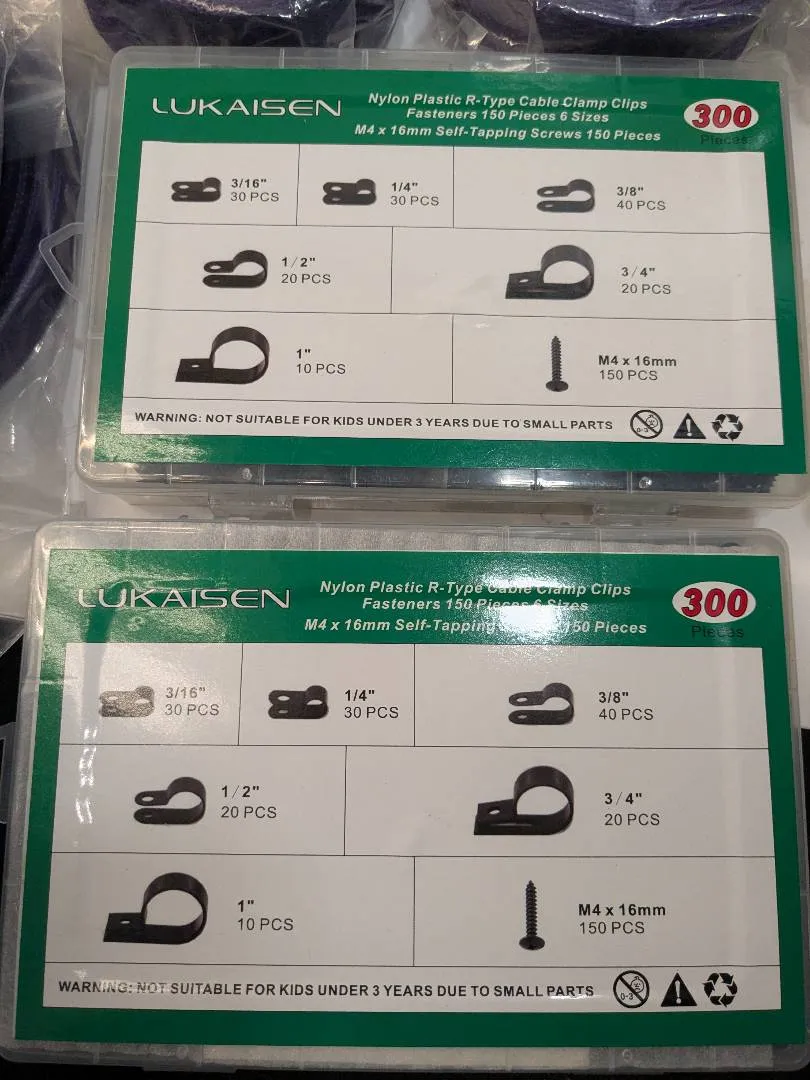 LUKAISEN
Nylon Plastic R-Type Cable Clamp Clips
Fasteners 150 Pieces 6 Sizes
M4 x 16mm Self-Tapping Screws 150 Pieces
300
Pieces
3/16"
30 PCS
1/4"
30 PCS
3/8"
40 PCS
1/2"
20 PCS
3/4"
20 PCS
1"
10 PCS
M4 x 16mm
150 PCS
WARNING: NOT SUITABLE FOR KIDS UNDER 3 YEARS DUE TO SMALL PARTS
0-3
LUKAISEN
Nylon Plastic R-Type Cable Clamp Clips
Fasteners 150 Pieces 6 Sizes
M4 x 16mm Self-Tapping 150 Pieces
300
Pieces
3/16"
30 PCS
1/4"
30 PCS
3/8"
40 PCS
1/2"
20 PCS
3/4"
20 PCS
1"
10 PCS
M4 x 16mm
150 PCS
WARNING: NOT SUITABLE FOR KIDS UNDER 3 YEARS DUE TO SMALL PARTS
0-3